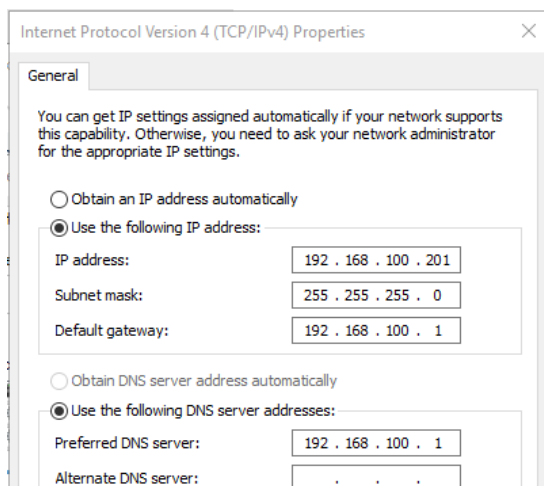 Internet Protocol Version 4 (TCP/IPv4) Properties
General
You can get IP settings assigned automatically if your network supports
this capability. Otherwise, you need to ask your network administrator
for the appropriate IP settings.
Obtain an IP address automatically
Use the following IP address:
IP address: 192 . 168 . 100 . 201
Subnet mask: 255 . 255 . 255 . 0
Default gateway: 192 . 168 . 100 . 1
Obtain DNS server address automatically
Use the following DNS server addresses:
Preferred DNS server: 192 . 168 . 100 . 1
Alternate DNS server: . . .